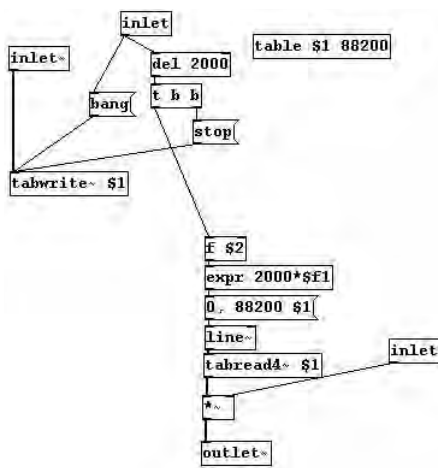 inlet
table $1 88200
inlet~
del 2000
t b b
bang
stop
tabwrite~ $1
f $2
expr 2000*$f1
0, 88200 $1
line~
inlet
tabread4~ $1
*~
outlet~